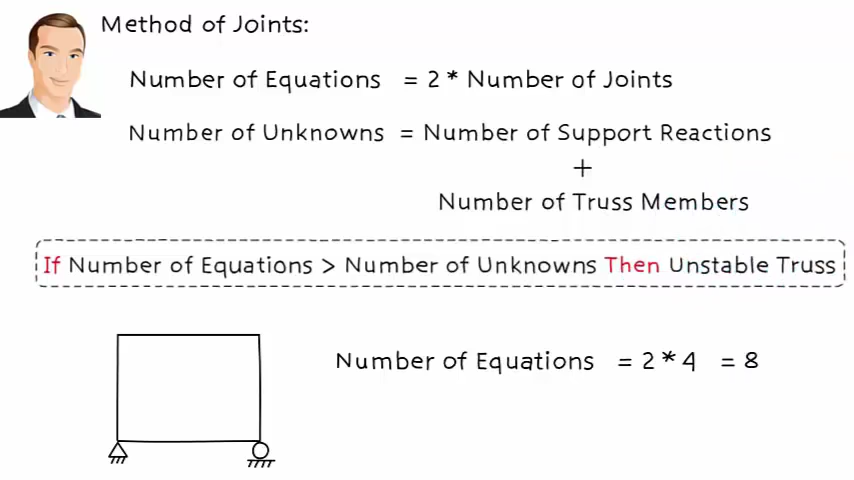 Method of Joints:
Number of Equations = 2 * Number of Joints
Number of Unknowns = Number of Support Reactions
+
Number of Truss Members
If Number of Equations > Number of Unknowns Then Unstable Truss
Number of Equations = 2 * 4 = 8